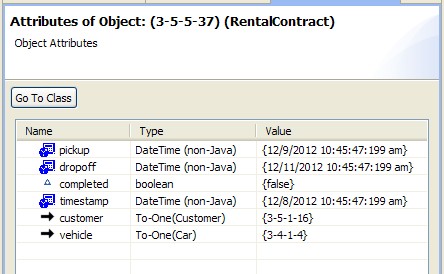 Attributes of Object: (3-5-5-37) (RentalContract)
Object Attributes
Go To Class
Name Type Value
pickup DateTime (non-Java) {12/9/2012 10:45:47:199 am}
dropoff DateTime (non-Java) {12/11/2012 10:45:47:199 am}
completed boolean {false}
timestamp DateTime (non-Java) {12/8/2012 10:45:47:199 am}
customer To-One(Customer) {3-5-1-16}
vehicle To-One(Car) {3-4-1-4}